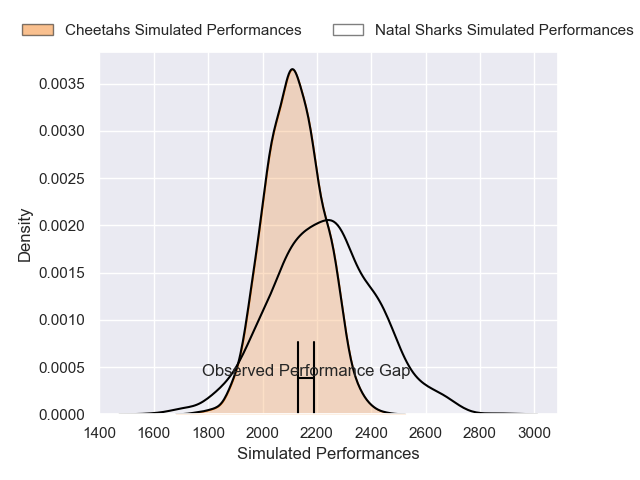 Cheetahs Simulated Performances
Natal Sharks Simulated Performances
0.0035
0.0030
0.0025
0.0020
0.0015
0.0010
0.0005
0.0000
Density
Observed Performance Gap
1400 1600 1800 2000 2200 2400 2600 2800 3000
Simulated Performances